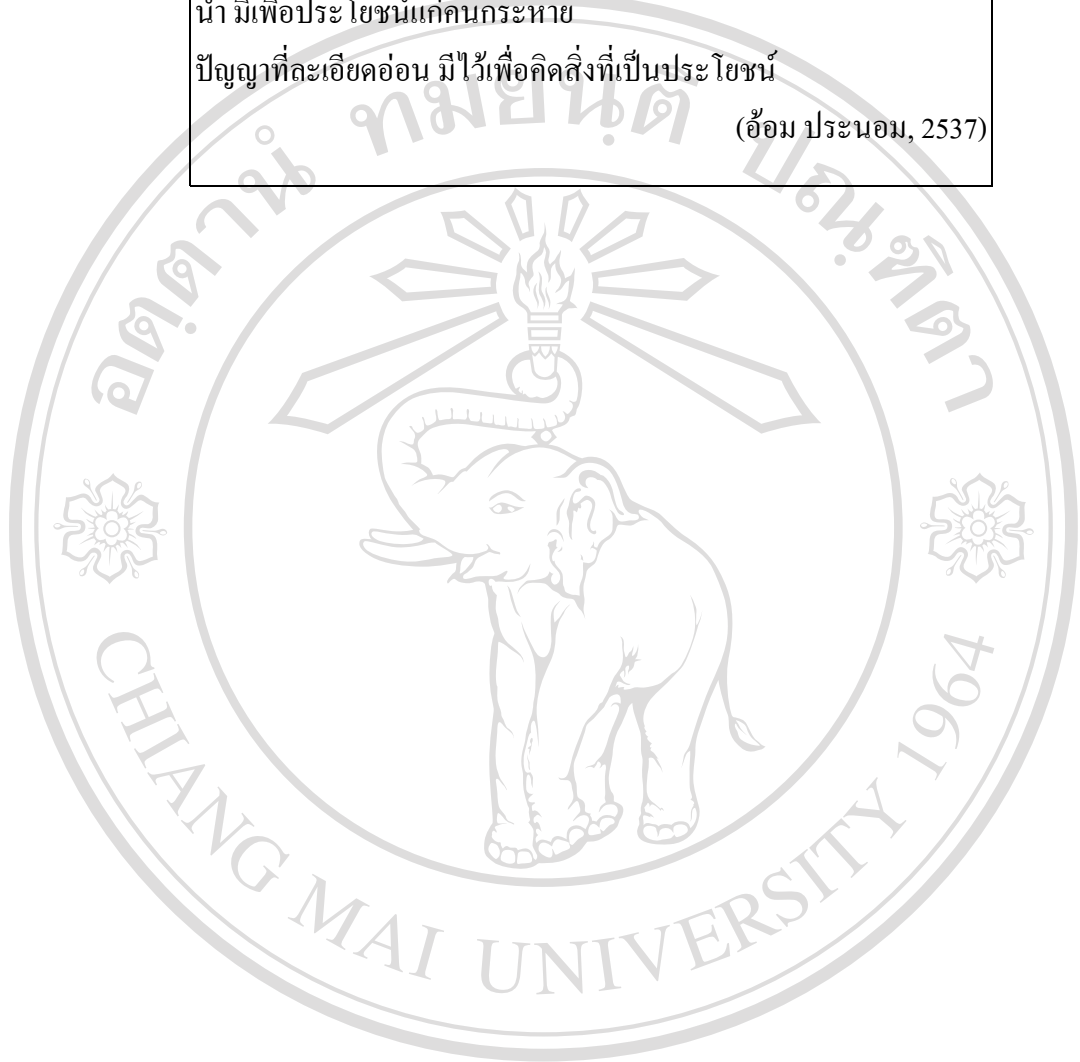 น้ำ มีเพื่อประโยชน์แก่คนกระหาย
ปัญญาที่ละเอียดอ่อน มีไว้เพื่อคิดสิ่งที่เป็นประโยชน์
(อ้อม ประนอม, 2537)
อตฺตานํ ทมยนฺติ ปณฺฑิตา
CHIANG MAI UNIVERSITY 1964